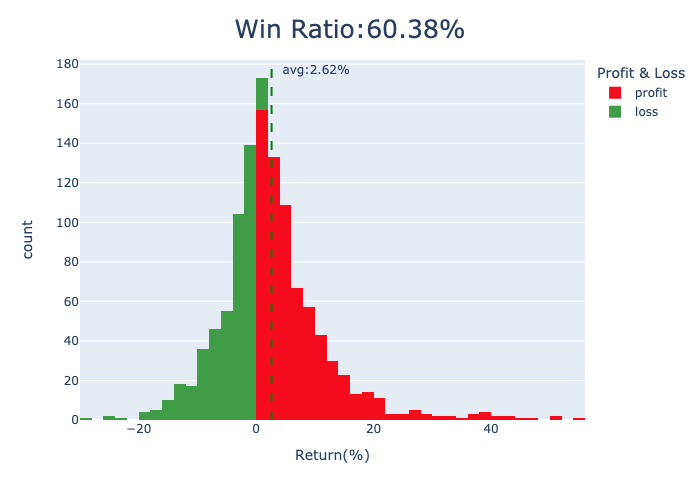 Win Ratio:60.38%
avg:2.62%
Profit & Loss
profit
loss
180
160
140
120
100
80
60
40
20
0
count
−20
0
20
40
Return(%)